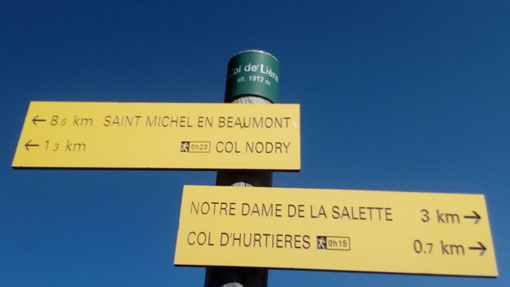 Col de Lière
alt. 1917 m
← 8.6 km SAINT MICHEL EN BEAUMONT
← 1.3 km 0h20 COL NODRY
NOTRE DAME DE LA SALETTE 3 km →
COL D'HURTIERES 0h15 0.7 km →